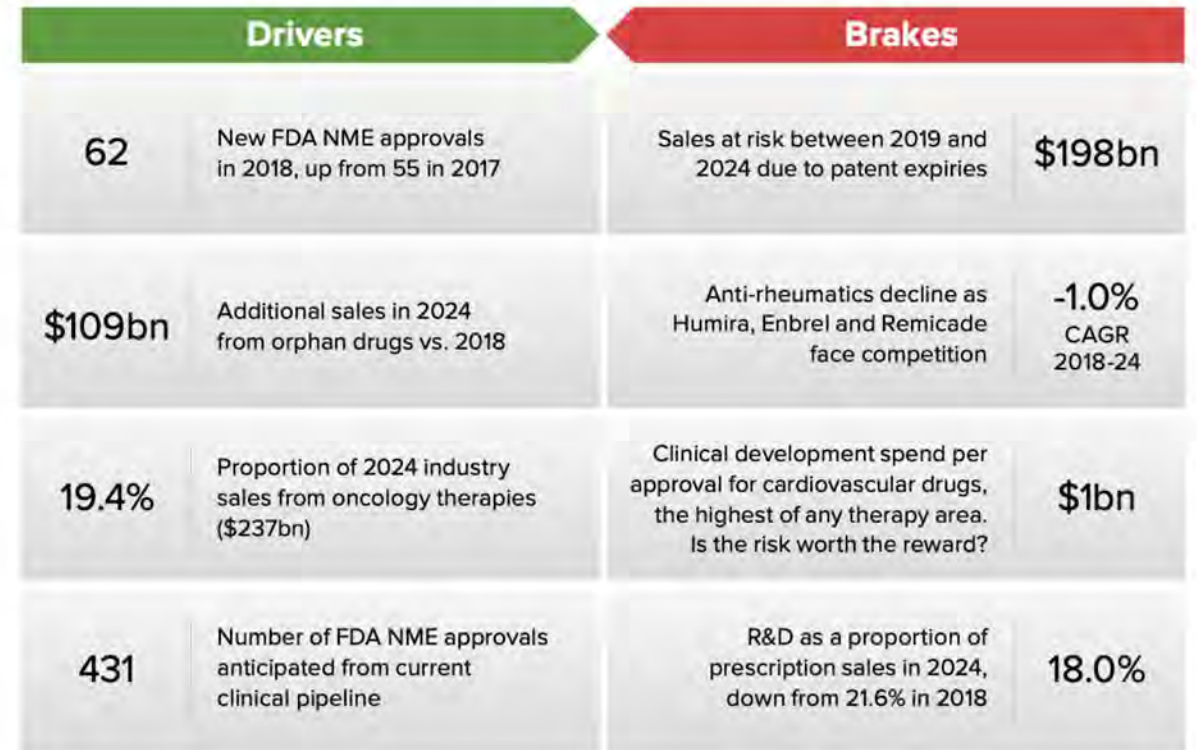 Drivers
Brakes
62
New FDA NME approvals
in 2018, up from 55 in 2017
Sales at risk between 2019 and
2024 due to patent expiries
$198bn
$109bn
Additional sales in 2024
from orphan drugs vs. 2018
Anti-rheumatics decline as
Humira, Enbrel and Remicade
face competition
-1.0%
CAGR
2018-24
19.4%
Proportion of 2024 industry
sales from oncology therapies
($237bn)
Clinical development spend per
approval for cardiovascular drugs,
the highest of any therapy area.
Is the risk worth the reward?
$1bn
431
Number of FDA NME approvals
anticipated from current
clinical pipeline
R&D as a proportion of
prescription sales in 2024,
down from 21.6% in 2018
18.0%